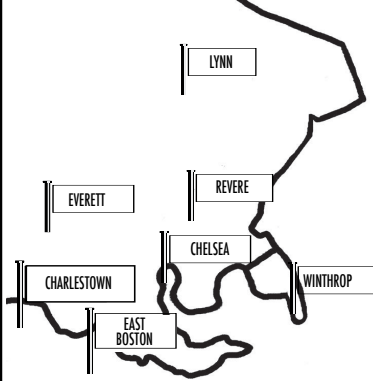 LYNN
REVERE
EVERETT
CHELSEA
CHARLESTOWN
WINTHROP
EAST
BOSTON